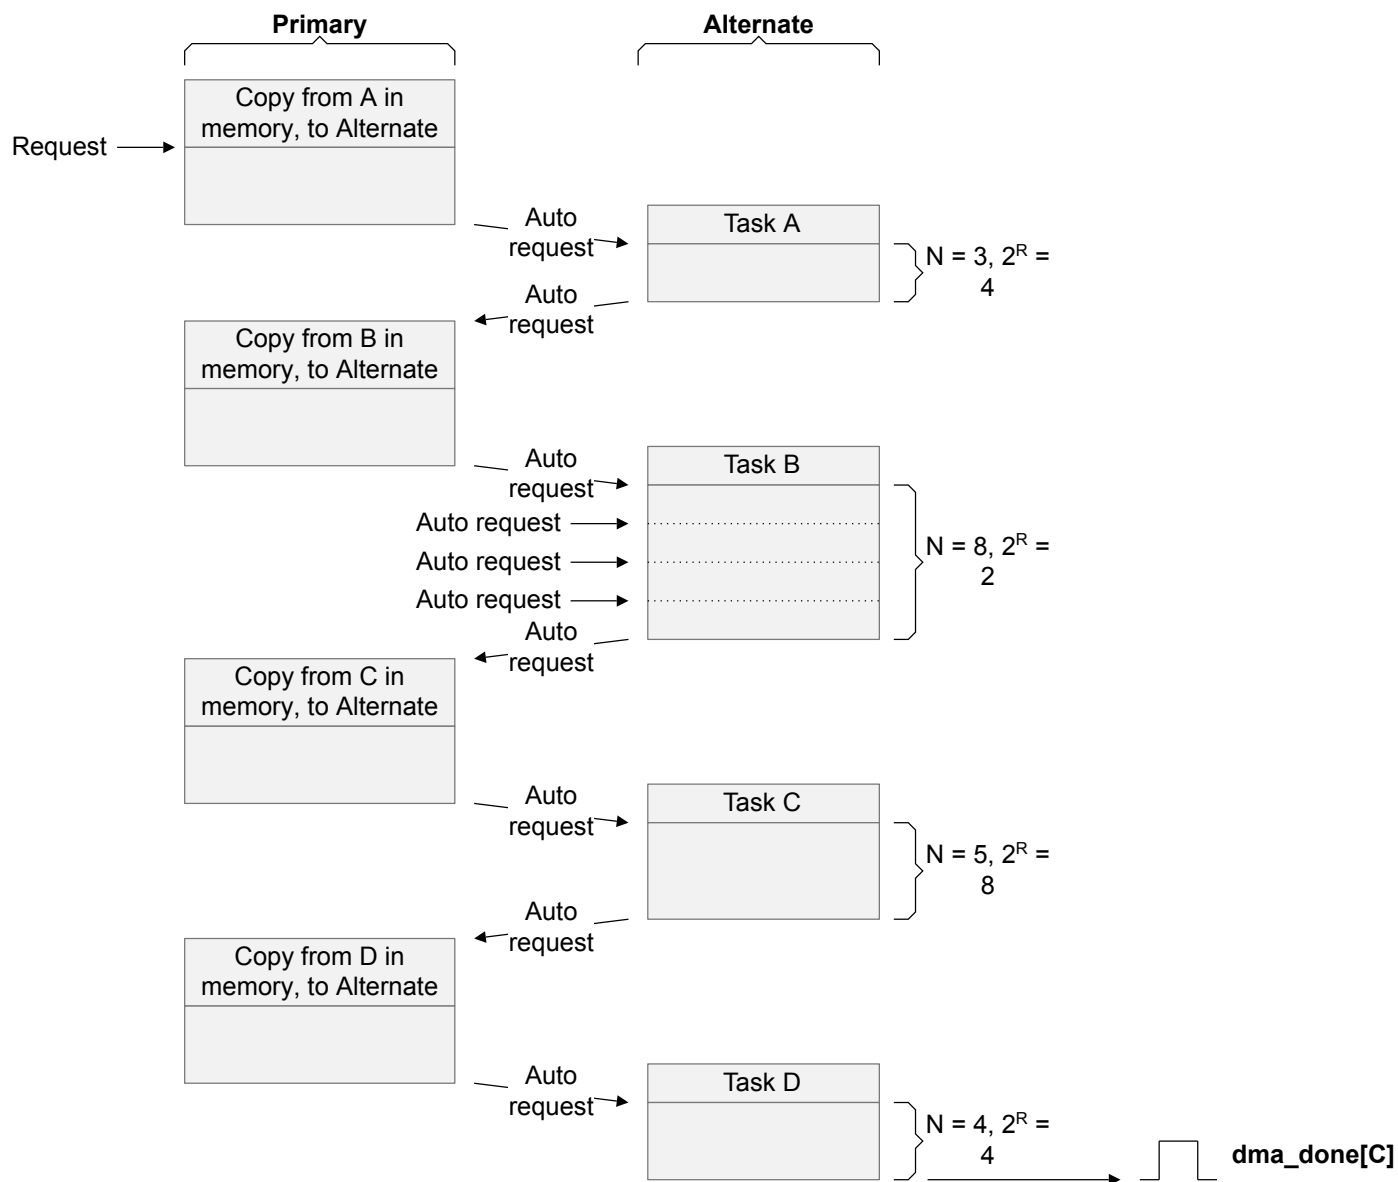 Primary
Alternate
Copy from A in
memory, to Alternate
Request
Auto
request
Task A
N = 3, 2ᴿ =
4
Auto
request
Copy from B in
memory, to Alternate
Auto
request
Task B
Auto request
Auto request
Auto request
N = 8, 2ᴿ =
2
Auto
request
Copy from C in
memory, to Alternate
Auto
request
Task C
N = 5, 2ᴿ =
8
Auto
request
Copy from D in
memory, to Alternate
Auto
request
Task D
N = 4, 2ᴿ =
4
dma_done[C]